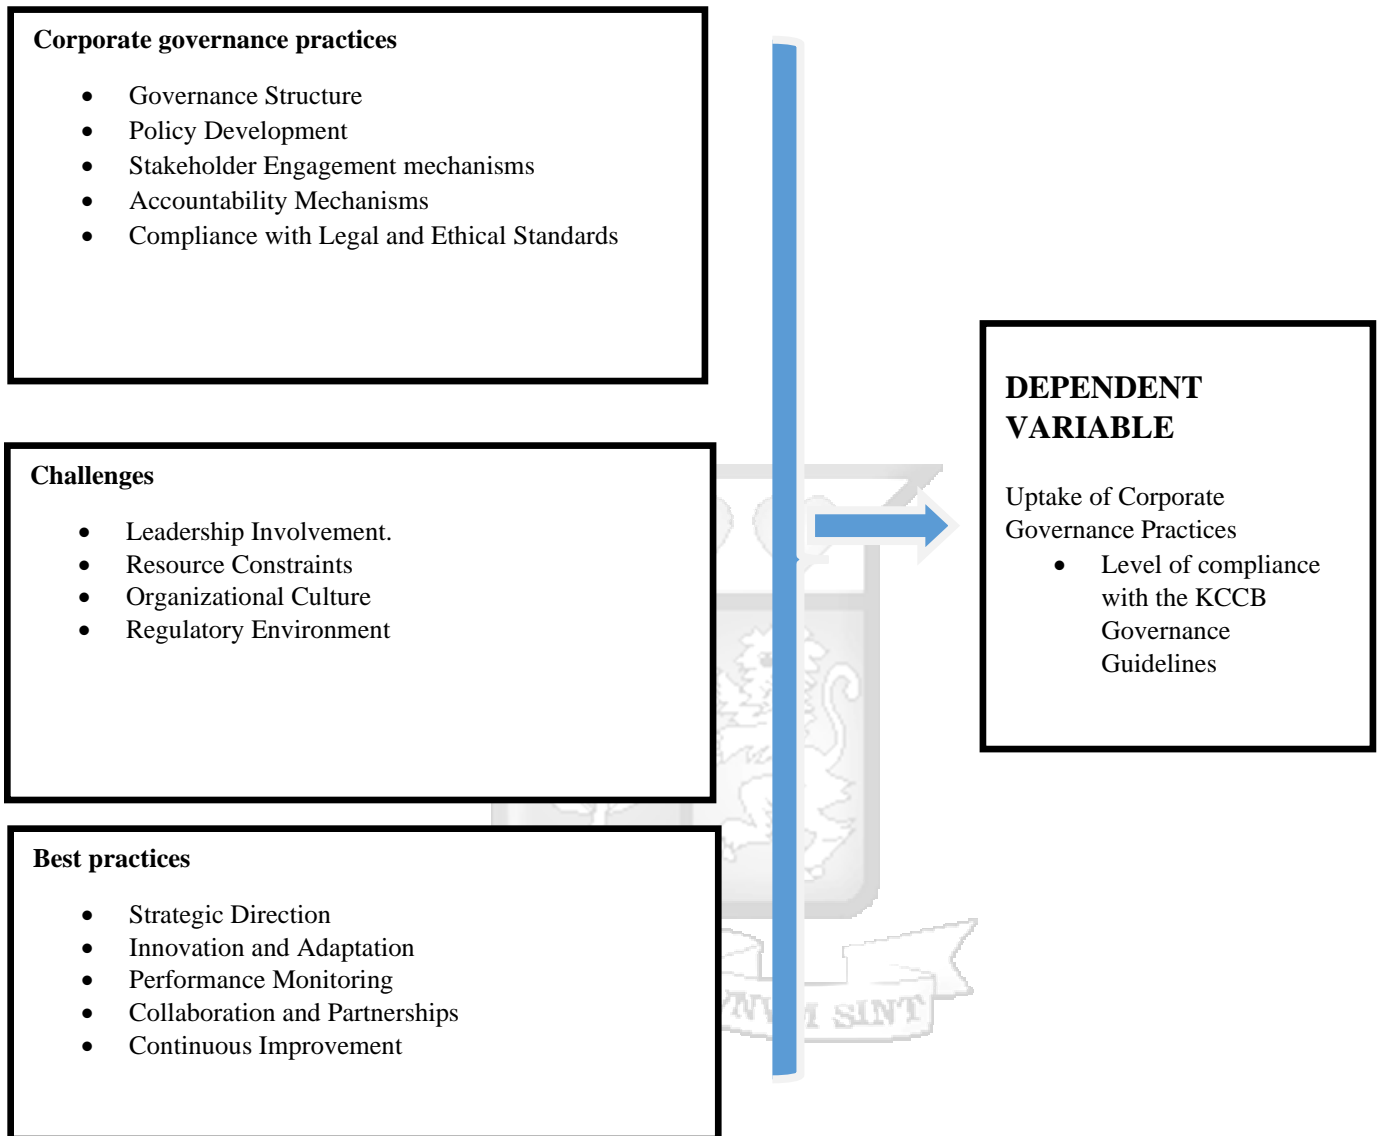 Corporate governance practices
• Governance Structure
• Policy Development
• Stakeholder Engagement mechanisms
• Accountability Mechanisms
• Compliance with Legal and Ethical Standards
Challenges
• Leadership Involvement.
• Resource Constraints
• Organizational Culture
• Regulatory Environment
Best practices
• Strategic Direction
• Innovation and Adaptation
• Performance Monitoring
• Collaboration and Partnerships
• Continuous Improvement
DEPENDENT
VARIABLE
Uptake of Corporate
Governance Practices
• Level of compliance
with the KCCB
Governance
Guidelines
SINT